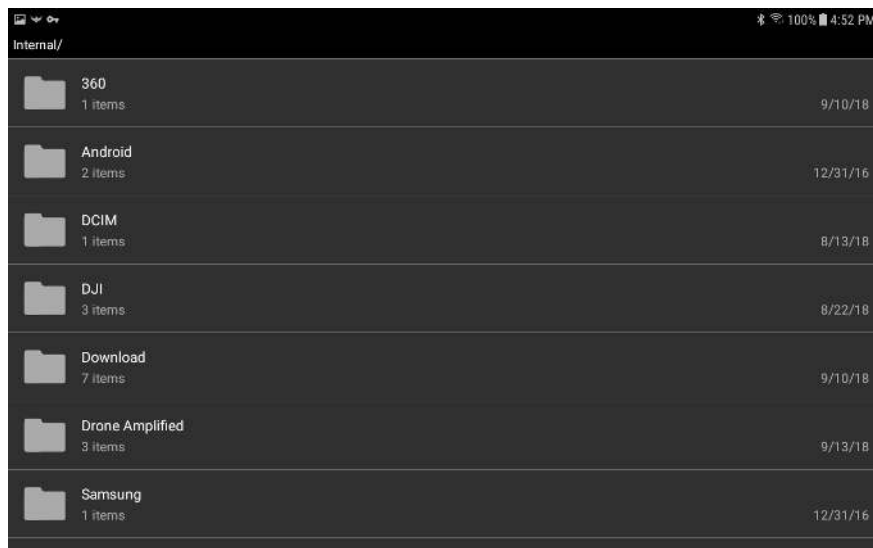 100% 4:52 PM
Internal/
360
1 items
9/10/18
Android
2 items
12/31/16
DCIM
1 items
8/13/18
DJI
3 items
8/22/18
Download
7 items
9/10/18
Drone Amplified
3 items
9/13/18
Samsung
1 items
12/31/16